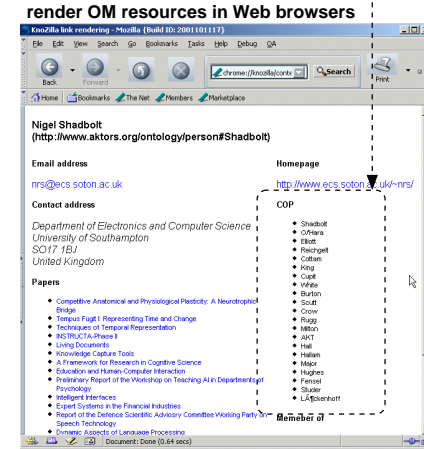 render OM resources in Web browsers
KnoZilla link rendering - Mozilla {Build ID: 2001101117}
File Edit View Search Go Bookmarks Tasks Help Debug QA
Back Forward chrome://knozilla/conte Search Print
Home Bookmarks The Net Members Marketplace
Nigel Shadbolt
(http://www.aktors.org/ontology/person#Shadbolt)
Email address
nrs@ecs.soton.ac.uk
Contact address
Department of Electronics and Computer Science
University of Southampton
SO17 1BJ
United Kingdom
Papers
Competitive Anatomical and Physiological Plasticity: A Neurotrophic
Bridge
Tempus Fugit I: Representing Time and Change
Techniques of Temporal Representation
INSTRUCTA-Phase II
Living Documents
Knowledge Capture Tools
A Framework for Research in Cognitive Science
Education and Human-Computer Interaction
Preliminary Report of the Workshop on Teaching AI in Departments of
Psychology
Intelligent Interfaces
Expert Systems in the Financial Industries
Report of the Defence Scientific Advisory Committee Working Party on
Speech Technology
Dynamic Aspects of Language Processing
Homepage
http://www.ecs.soton.ac.uk/~nrs/
COP
Shadbolt
O'Hara
Elliott
Reichgelt
Cottam
King
Cupit
White
Burton
Scutt
Crow
Rugg
Milton
AKT
Hall
Hallam
Major
Hughes
Fensel
Studer
LÃ¶ckenhoff
Memeber of
Document: Done (0.64 secs)